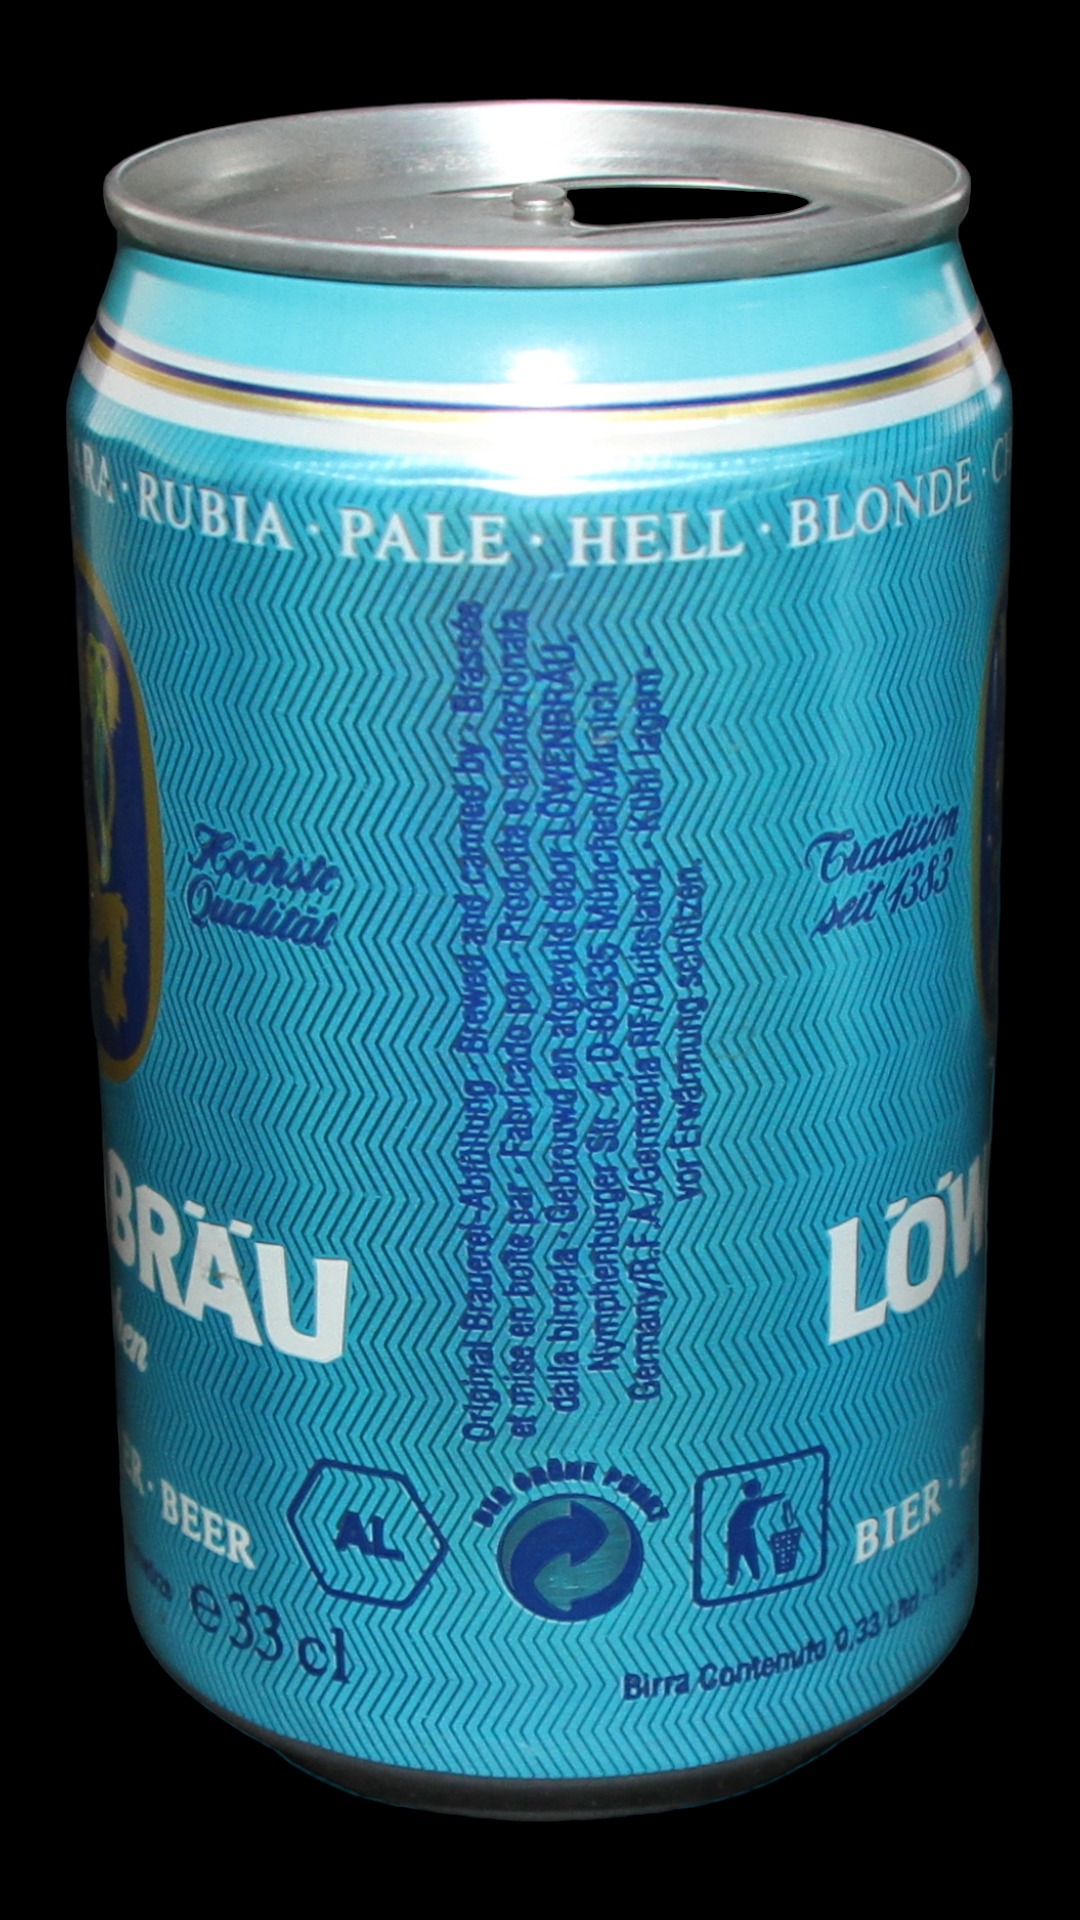 RUBIA · PALE · HELL · BLONDE
Höchste
Qualität
Tradition
seit 1383
Original Brauerei-Abfüllung · Brewed and canned by · Brassée
et mise en boîte par · Fabricado por · Prodotta e confezionata
dalla birreria · Gebrouwd en afgevuld door LÖWENBRÄU,
Nymphenburger Str. 4, D-80335 München/Munich
Germany/R.F.A./Germania RF/Duitsland. - Kühl lagern -
vor Erwärmung schützen.
BRÄU
LÖW
· BEER
AL
DER GRÜNE PUNKT
BIER ·
e 33 cl
Birra Contenuto 0,33 Litri